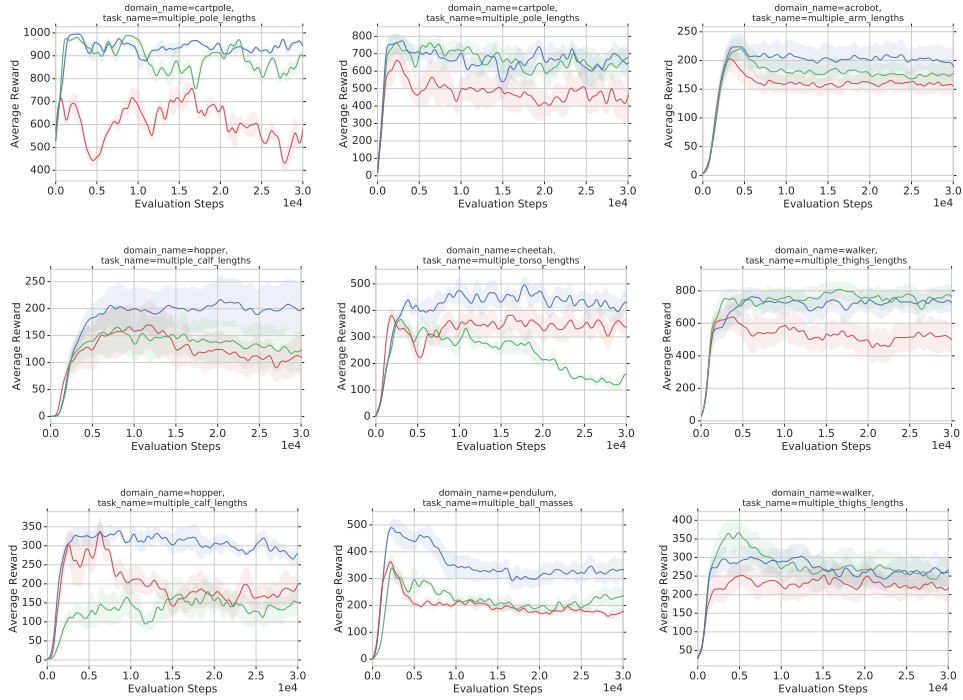 domain_name=cartpole,
task_name=multiple_pole_lengths
1000
900
800
700
600
500
400
Average Reward
0.0 0.5 1.0 1.5 2.0 2.5 3.0
Evaluation Steps 1e4
domain_name=cartpole,
task_name=multiple_pole_lengths
800
700
600
500
400
300
200
100
0
Average Reward
0.0 0.5 1.0 1.5 2.0 2.5 3.0
Evaluation Steps 1e4
domain_name=acrobot,
task_name=multiple_arm_lengths
250
200
150
100
50
0
Average Reward
0.0 0.5 1.0 1.5 2.0 2.5 3.0
Evaluation Steps 1e4
domain_name=hopper,
task_name=multiple_calf_lengths
250
200
150
100
50
0
Average Reward
0.0 0.5 1.0 1.5 2.0 2.5 3.0
Evaluation Steps 1e4
domain_name=cheetah,
task_name=multiple_torso_lengths
500
400
300
200
100
0
Average Reward
0.0 0.5 1.0 1.5 2.0 2.5 3.0
Evaluation Steps 1e4
domain_name=walker,
task_name=multiple_thighs_lengths
800
600
400
200
0
Average Reward
0.0 0.5 1.0 1.5 2.0 2.5 3.0
Evaluation Steps 1e4
domain_name=hopper,
task_name=multiple_calf_lengths
350
300
250
200
150
100
50
0
Average Reward
0.0 0.5 1.0 1.5 2.0 2.5 3.0
Evaluation Steps 1e4
domain_name=pendulum,
task_name=multiple_ball_masses
500
400
300
200
100
0
Average Reward
0.0 0.5 1.0 1.5 2.0 2.5 3.0
Evaluation Steps 1e4
domain_name=walker,
task_name=multiple_thighs_lengths
400
350
300
250
200
150
100
50
Average Reward
0.0 0.5 1.0 1.5 2.0 2.5 3.0
Evaluation Steps 1e4